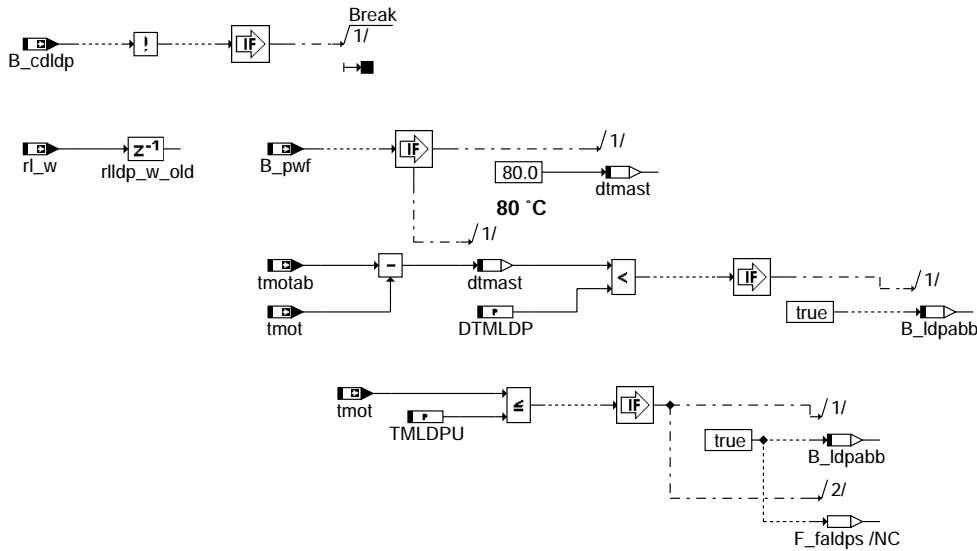 Break
1/
!
IF
B_cdldp
rl_w
z-1
rlldp_w_old
B_pwf
IF
1/
80.0
dtmast
80 °C
1/
tmotab
-
dtmast
<
IF
1/
tmot
P
DTMLDP
true
B_ldpabb
tmot
≤
IF
1/
P
TMLDPU
true
B_ldpabb
2/
F_faldps /NC